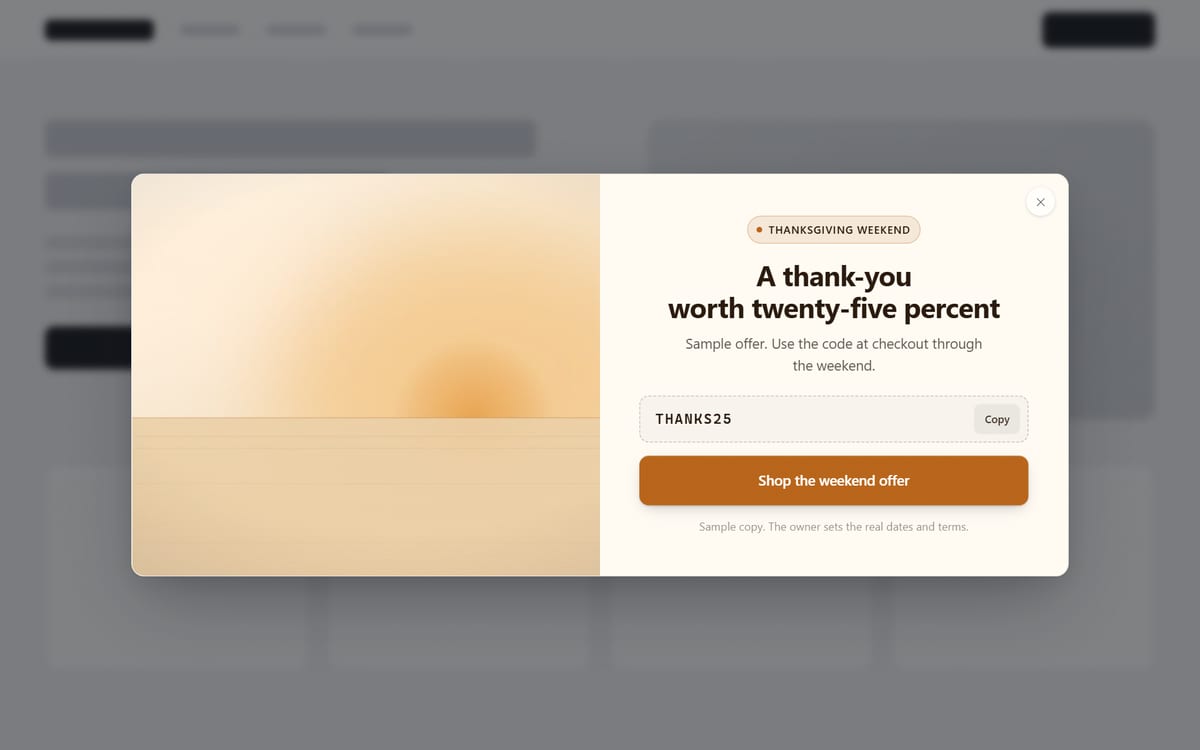 THANKSGIVING WEEKEND
A thank-you
worth twenty-five percent
Sample offer. Use the code at checkout through
the weekend.
THANKS25
Copy
Shop the weekend offer
Sample copy. The owner sets the real dates and terms.